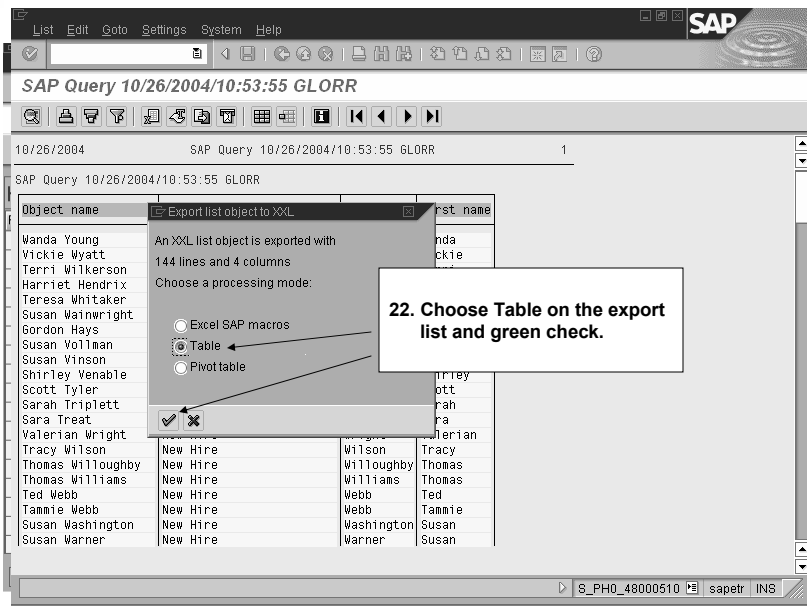 List Edit Goto Settings System Help
SAP
SAP Query 10/26/2004/10:53:55 GLORR
10/26/2004 SAP Query 10/26/2004/10:53:55 GLORR 1
SAP Query 10/26/2004/10:53:55 GLORR
Object name rst name
Export list object to XXL
An XXL list object is exported with
144 lines and 4 columns
Choose a processing mode:
Excel SAP macros
Table
Pivot table
22. Choose Table on the export
list and green check.
Wanda Young nda
Vickie Wyatt ckie
Terri Wilkerson
Harriet Hendrix
Teresa Whitaker
Susan Wainwright
Gordon Hays
Susan Vollman
Susan Vinson
Shirley Venable irley
Scott Tyler ott
Sarah Triplett rah
Sara Treat ra
Valerian Wright New Hire Wright lerian
Tracy Wilson New Hire Wilson Tracy
Thomas Willoughby New Hire Willoughby Thomas
Thomas Williams New Hire Williams Thomas
Ted Webb New Hire Webb Ted
Tammie Webb New Hire Webb Tammie
Susan Washington New Hire Washington Susan
Susan Warner New Hire Warner Susan
S_PH0_48000510 sapetr INS